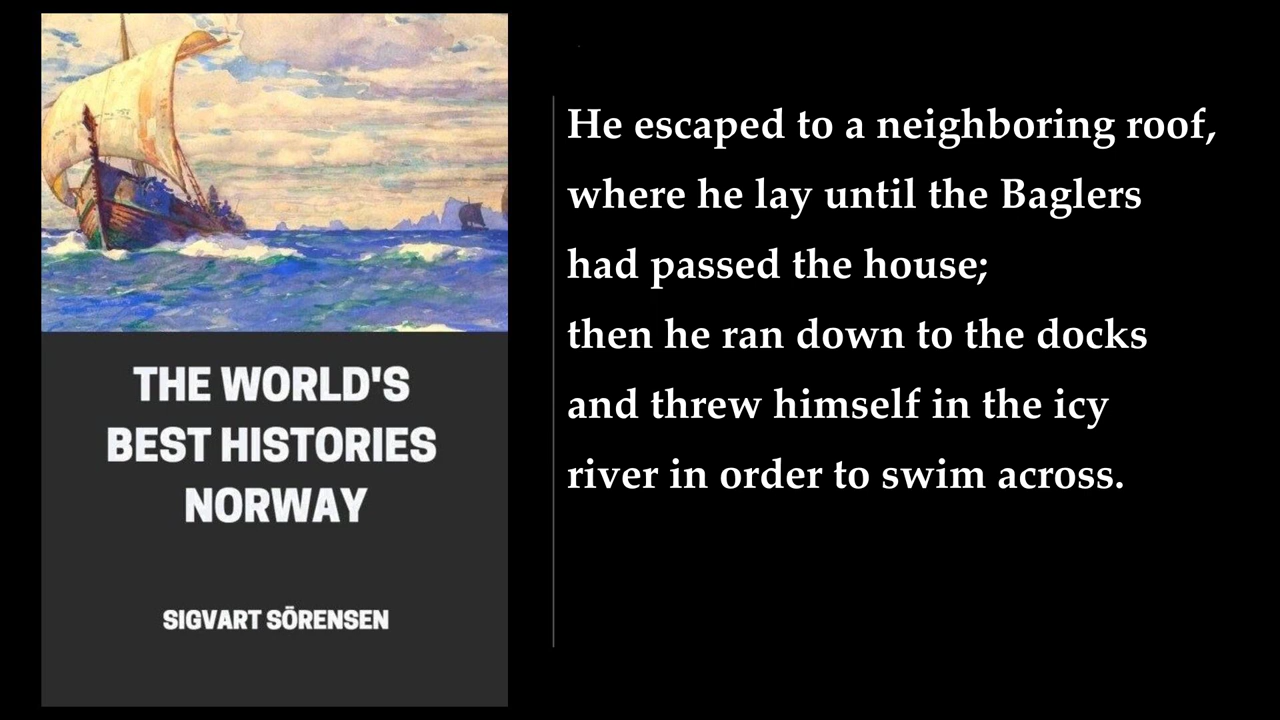 THE WORLD'S
BEST HISTORIES
NORWAY
SIGVART SÖRENSEN
He escaped to a neighboring roof,
where he lay until the Baglers
had passed the house;
then he ran down to the docks
and threw himself in the icy
river in order to swim across.